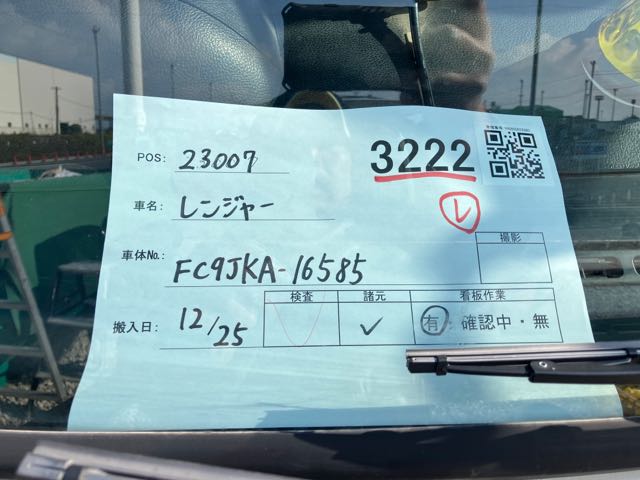 POS: 23007
3222
車名: レンジャー
レ
撮影
車体No.: FC9JKA-16585
検査 諸元 看板作業
搬入日: 12/25 ✓ 有・確認中・無